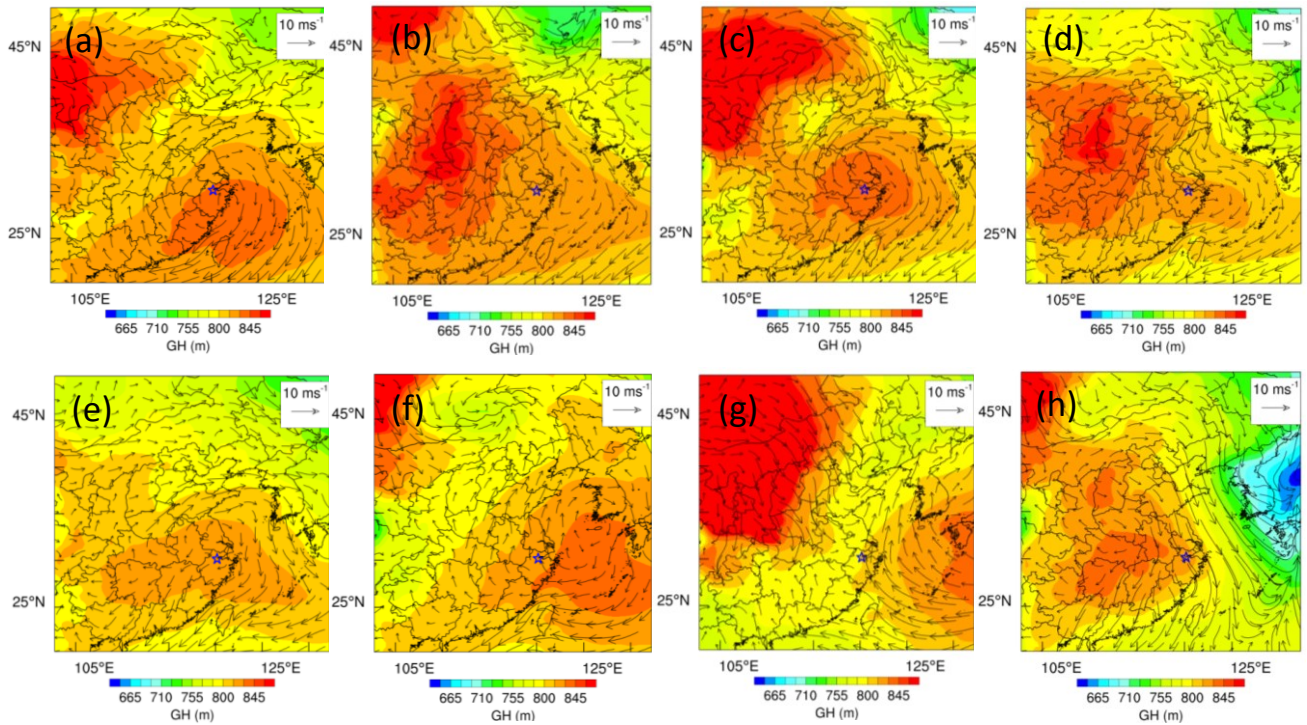 (a) 10 ms-1
(b) 10 ms-1
(c) 10 ms-1
(d) 10 ms-1
45°N 45°N 45°N 45°N
25°N 25°N 25°N 25°N
105°E 125°E 105°E 125°E 105°E 125°E 105°E 125°E
665 710 755 800 845 665 710 755 800 845 665 710 755 800 845 665 710 755 800 845
GH (m) GH (m) GH (m) GH (m)
(e) 10 ms-1
(f) 10 ms-1
(g) 10 ms-1
(h) 10 ms-1
45°N 45°N 45°N 45°N
25°N 25°N 25°N 25°N
105°E 125°E 105°E 125°E 105°E 125°E 105°E 125°E
665 710 755 800 845 665 710 755 800 845 665 710 755 800 845 665 710 755 800 845
GH (m) GH (m) GH (m) GH (m)